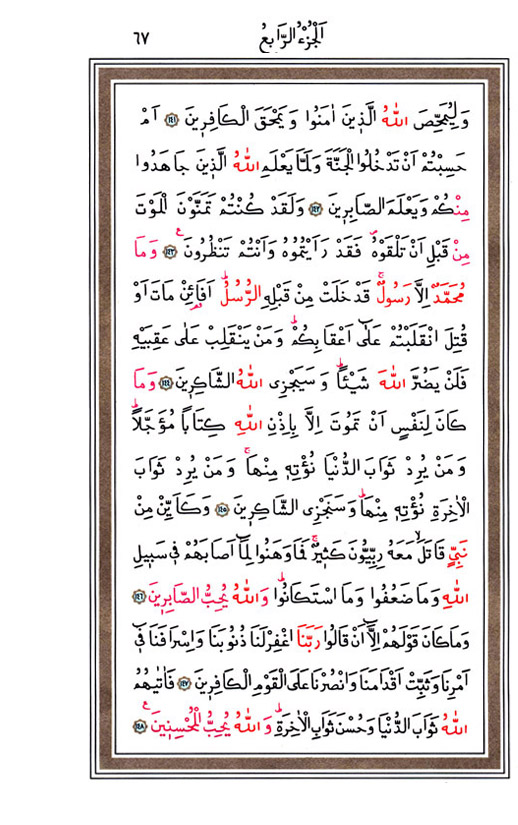 اَلْجُزْءُ الرَّابِعُ ٦٧
وَلِيُمَحِّصَ اللّٰهُ الَّذِينَ اٰمَنُوا وَيَمْحَقَ الْكَافِرِينَ ﴿١٤١﴾ اَمْ
حَسِبْتُمْ اَنْ تَدْخُلُوا الْجَنَّةَ وَلَمَّا يَعْلَمِ اللّٰهُ الَّذِينَ جَاهَدُوا
مِنْكُمْ وَيَعْلَمَ الصَّابِرِينَ ﴿١٤٢﴾ وَلَقَدْ كُنْتُمْ تَمَنَّوْنَ الْمَوْتَ
مِنْ قَبْلِ اَنْ تَلْقَوْهُ فَقَدْ رَاَيْتُمُوهُ وَاَنْتُمْ تَنْظُرُونَ ﴿١٤٣﴾ وَمَا
مُحَمَّدٌ اِلَّا رَسُولٌ قَدْ خَلَتْ مِنْ قَبْلِهِ الرُّسُلُ اَفَائِنْ مَاتَ اَوْ
قُتِلَ انْقَلَبْتُمْ عَلٰٓى اَعْقَابِكُمْ وَمَنْ يَنْقَلِبْ عَلٰى عَقِبَيْهِ
فَلَنْ يَضُرَّ اللّٰهَ شَيْـًٔا وَسَيَجْزِى اللّٰهُ الشَّاكِرِينَ ﴿١٤٤﴾ وَمَا
كَانَ لِنَفْسٍ اَنْ تَمُوتَ اِلَّا بِاِذْنِ اللّٰهِ كِتَابًا مُؤَجَّلًا
وَمَنْ يُرِدْ ثَوَابَ الدُّنْيَا نُؤْتِهِ مِنْهَا وَمَنْ يُرِدْ ثَوَابَ
الْاٰخِرَةِ نُؤْتِهِ مِنْهَا وَسَنَجْزِى الشَّاكِرِينَ ﴿١٤٥﴾ وَكَاَيِّنْ مِنْ
نَبِيٍّ قَاتَلَ مَعَهُ رِبِّيُّونَ كَثِيرٌ فَمَا وَهَنُوا لِمَٓا اَصَابَهُمْ فِى سَبِيلِ
اللّٰهِ وَمَا ضَعُفُوا وَمَا اسْتَكَانُوا وَاللّٰهُ يُحِبُّ الصَّابِرِينَ ﴿١٤٦﴾
وَمَا كَانَ قَوْلَهُمْ اِلَّٓا اَنْ قَالُوا رَبَّنَا اغْفِرْ لَنَا ذُنُوبَنَا وَاِسْرَافَنَا فِٓى
اَمْرِنَا وَثَبِّتْ اَقْدَامَنَا وَانْصُرْنَا عَلَى الْقَوْمِ الْكَافِرِينَ ﴿١٤٧﴾ فَاٰتٰيهُمُ
اللّٰهُ ثَوَابَ الدُّنْيَا وَحُسْنَ ثَوَابِ الْاٰخِرَةِ وَاللّٰهُ يُحِبُّ الْمُحْسِنِينَ ﴿١٤٨﴾